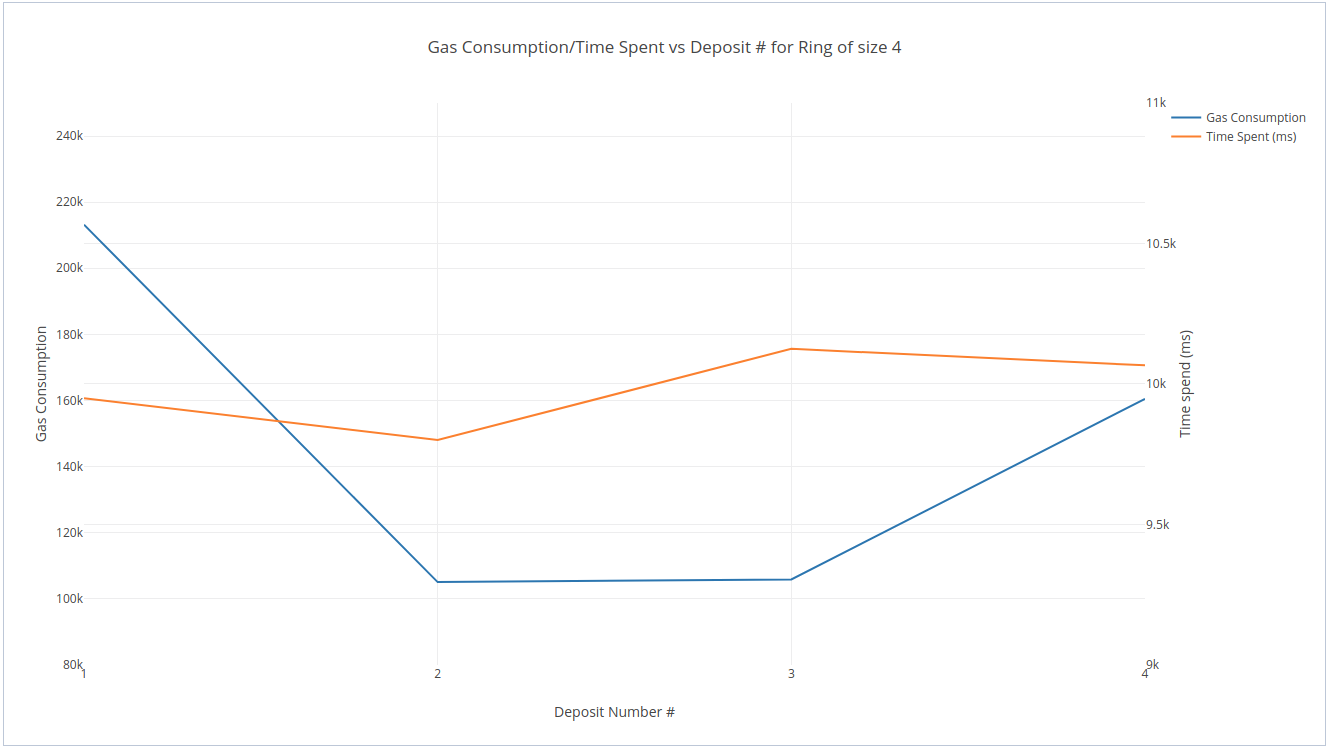 Gas Consumption/Time Spent vs Deposit # for Ring of size 4
11k
Gas Consumption
Time Spent (ms)
240k
220k
200k
180k
160k
140k
120k
100k
80k
Gas Consumption
10.5k
10k
9.5k
9k
Time spend (ms)
1
2
3
4
Deposit Number #